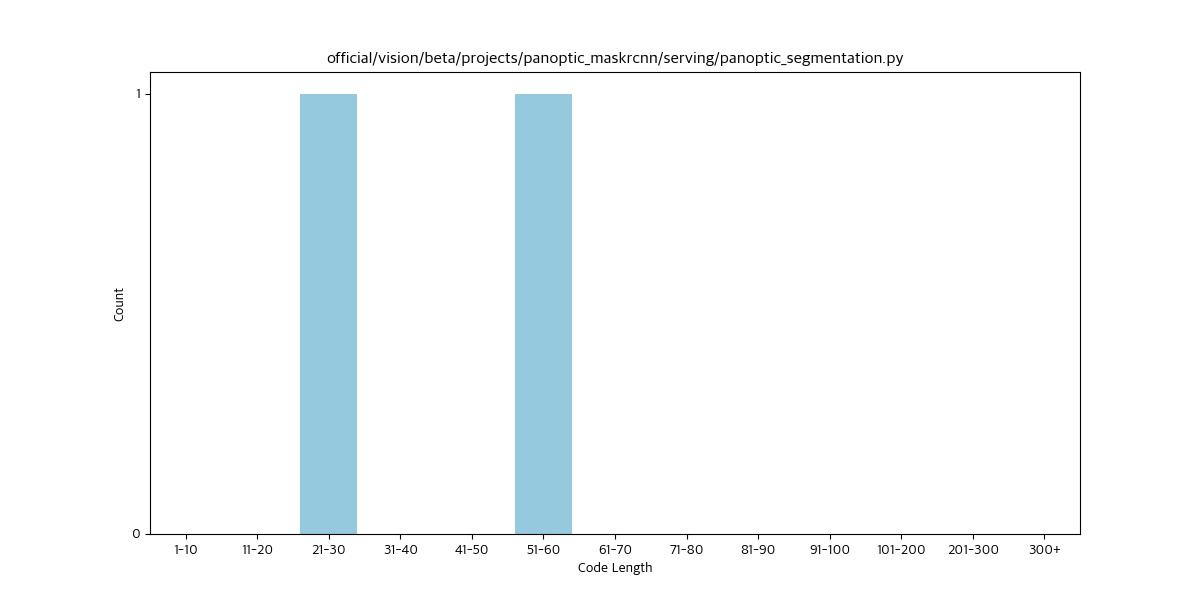 official/vision/beta/projects/panoptic_maskrcnn/serving/panoptic_segmentation.py
1
Count
0
1-10 11-20 21-30 31-40 41-50 51-60 61-70 71-80 81-90 91-100 101-200 201-300 300+
Code Length